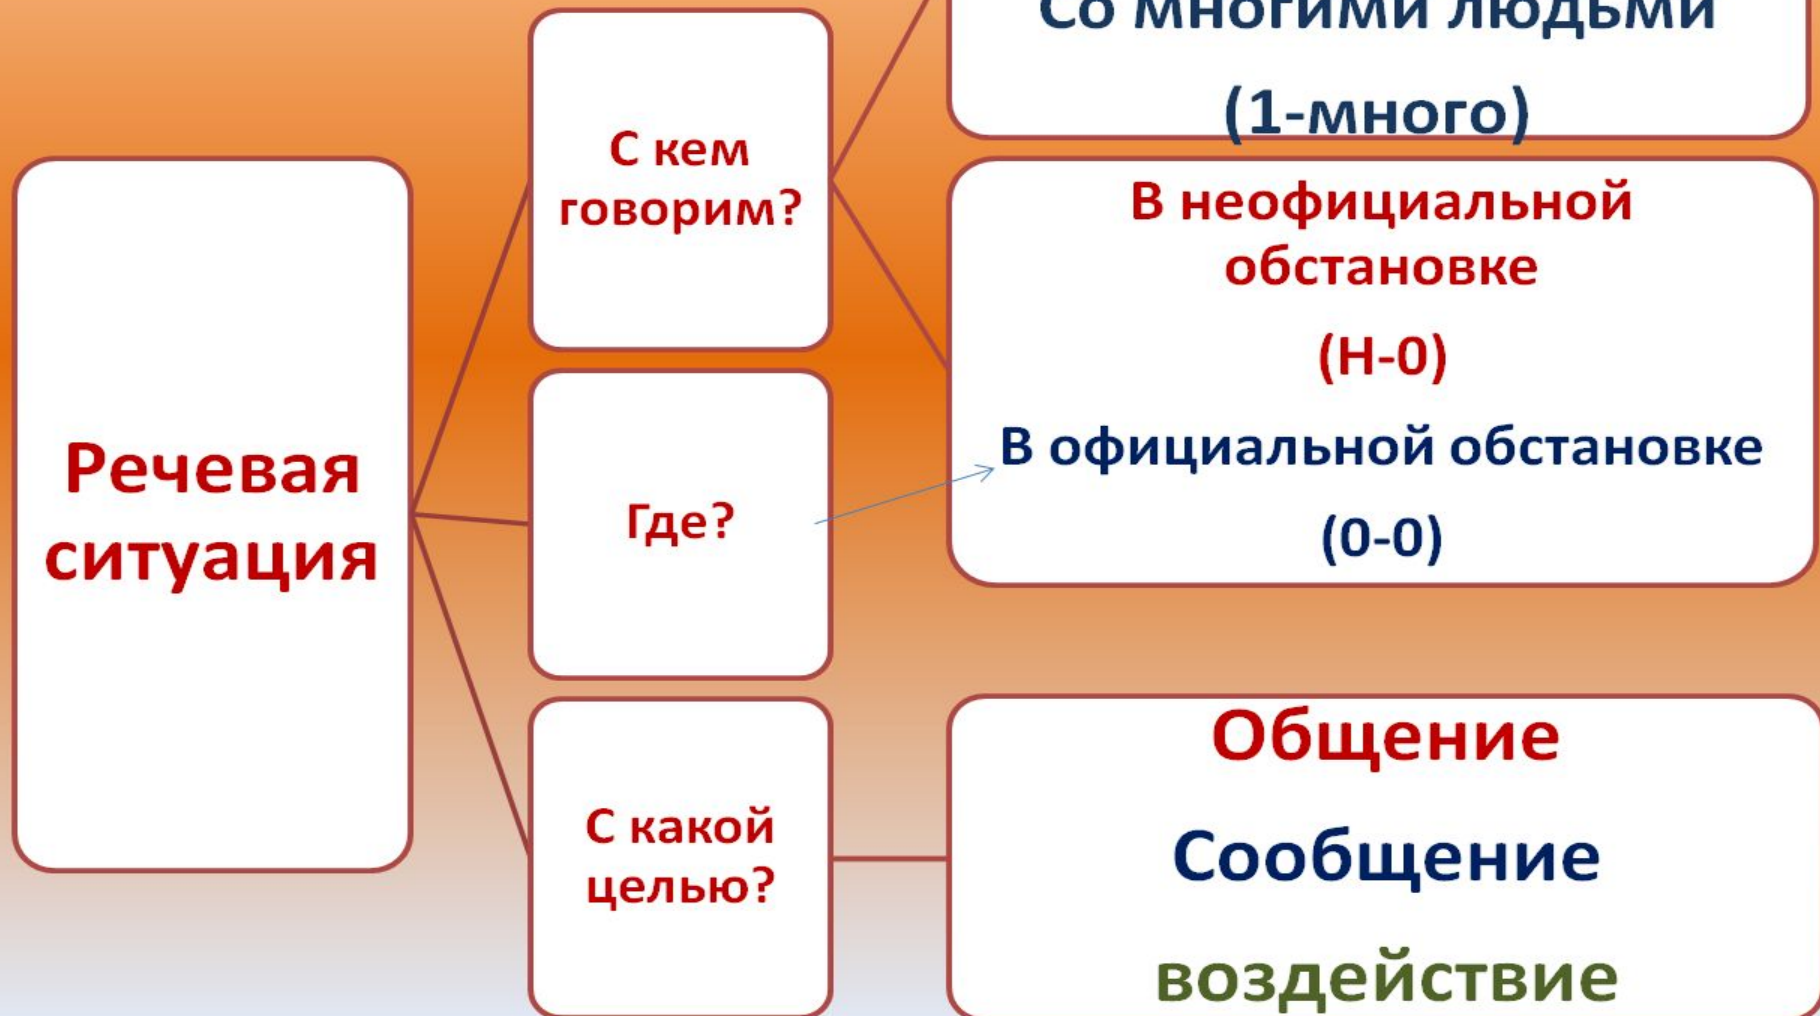 Со многими людьми
(1-много)
С кем
говорим?
В неофициальной
обстановке
(Н-0)
В официальной обстановке
(0-0)
Речевая
ситуация
Где?
С какой
целью?
Общение
Сообщение
воздействие